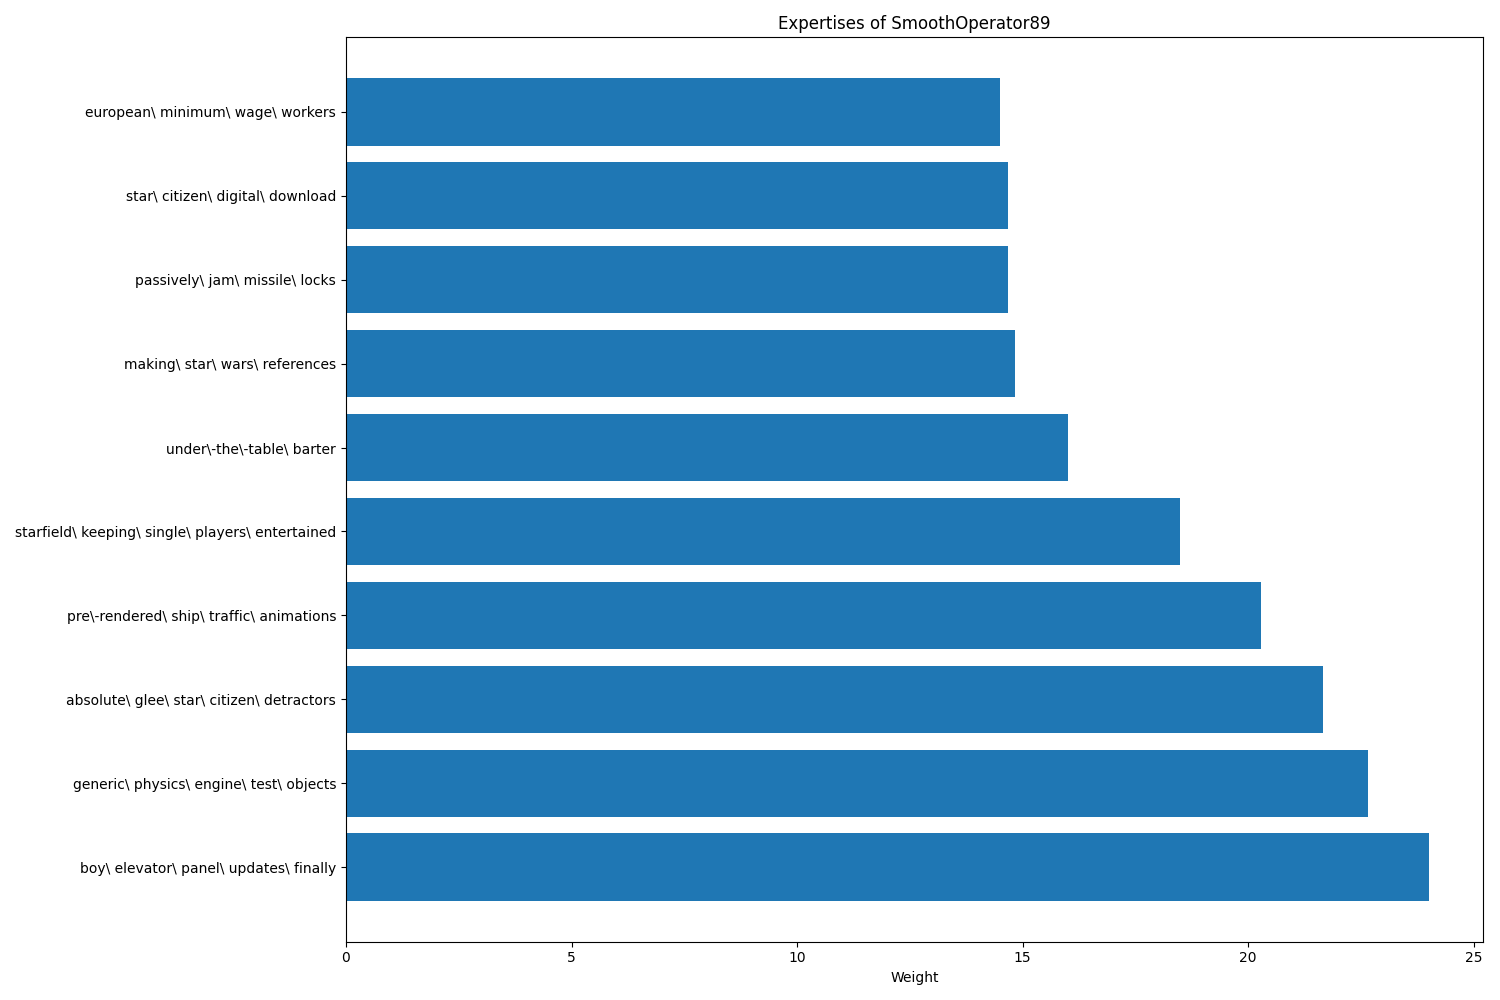 Expertises of SmoothOperator89
european\ minimum\ wage\ workers
star\ citizen\ digital\ download
passively\ jam\ missile\ locks
making\ star\ wars\ references
under\-the\-table\ barter
starfield\ keeping\ single\ players\ entertained
pre\-rendered\ ship\ traffic\ animations
absolute\ glee\ star\ citizen\ detractors
generic\ physics\ engine\ test\ objects
boy\ elevator\ panel\ updates\ finally
0 5 10 15 20 25
Weight